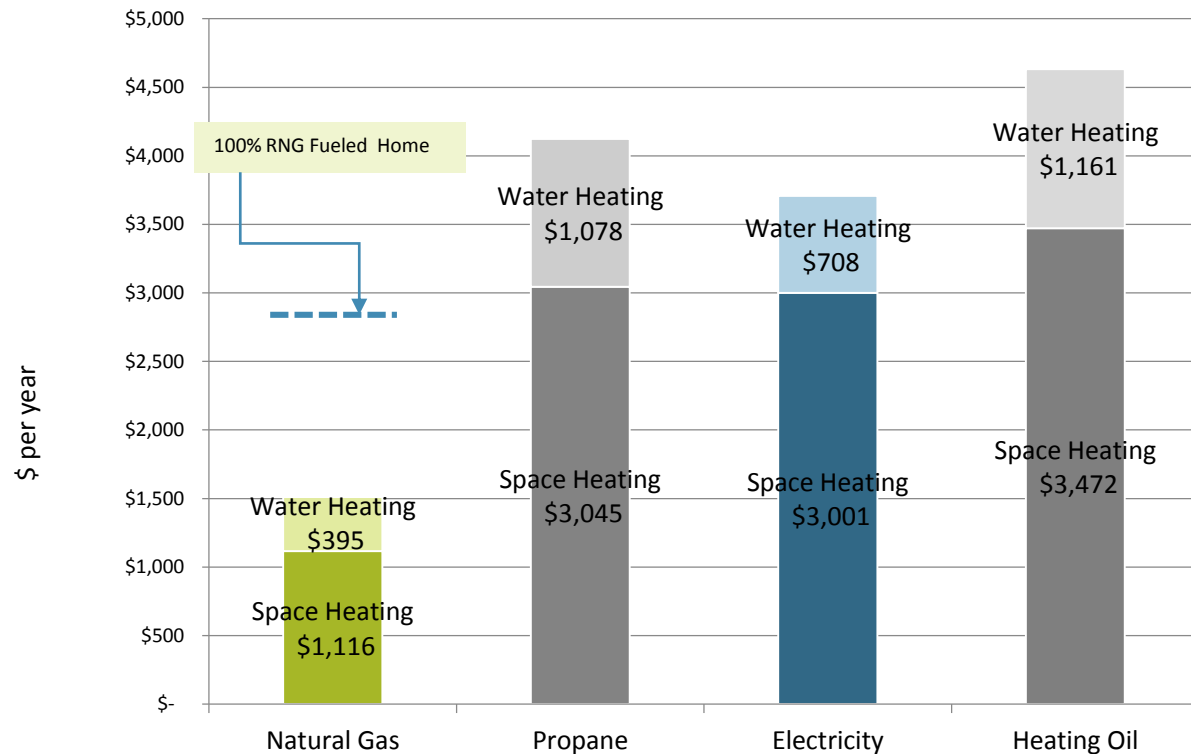 $5,000
$4,500
$4,000
$3,500
$3,000
$2,500
$2,000
$1,500
$1,000
$500
$-
$ per year
100% RNG Fueled Home
Water Heating
$395
Space Heating
$1,116
Water Heating
$1,078
Space Heating
$3,045
Water Heating
$708
Space Heating
$3,001
Water Heating
$1,161
Space Heating
$3,472
Natural Gas
Propane
Electricity
Heating Oil